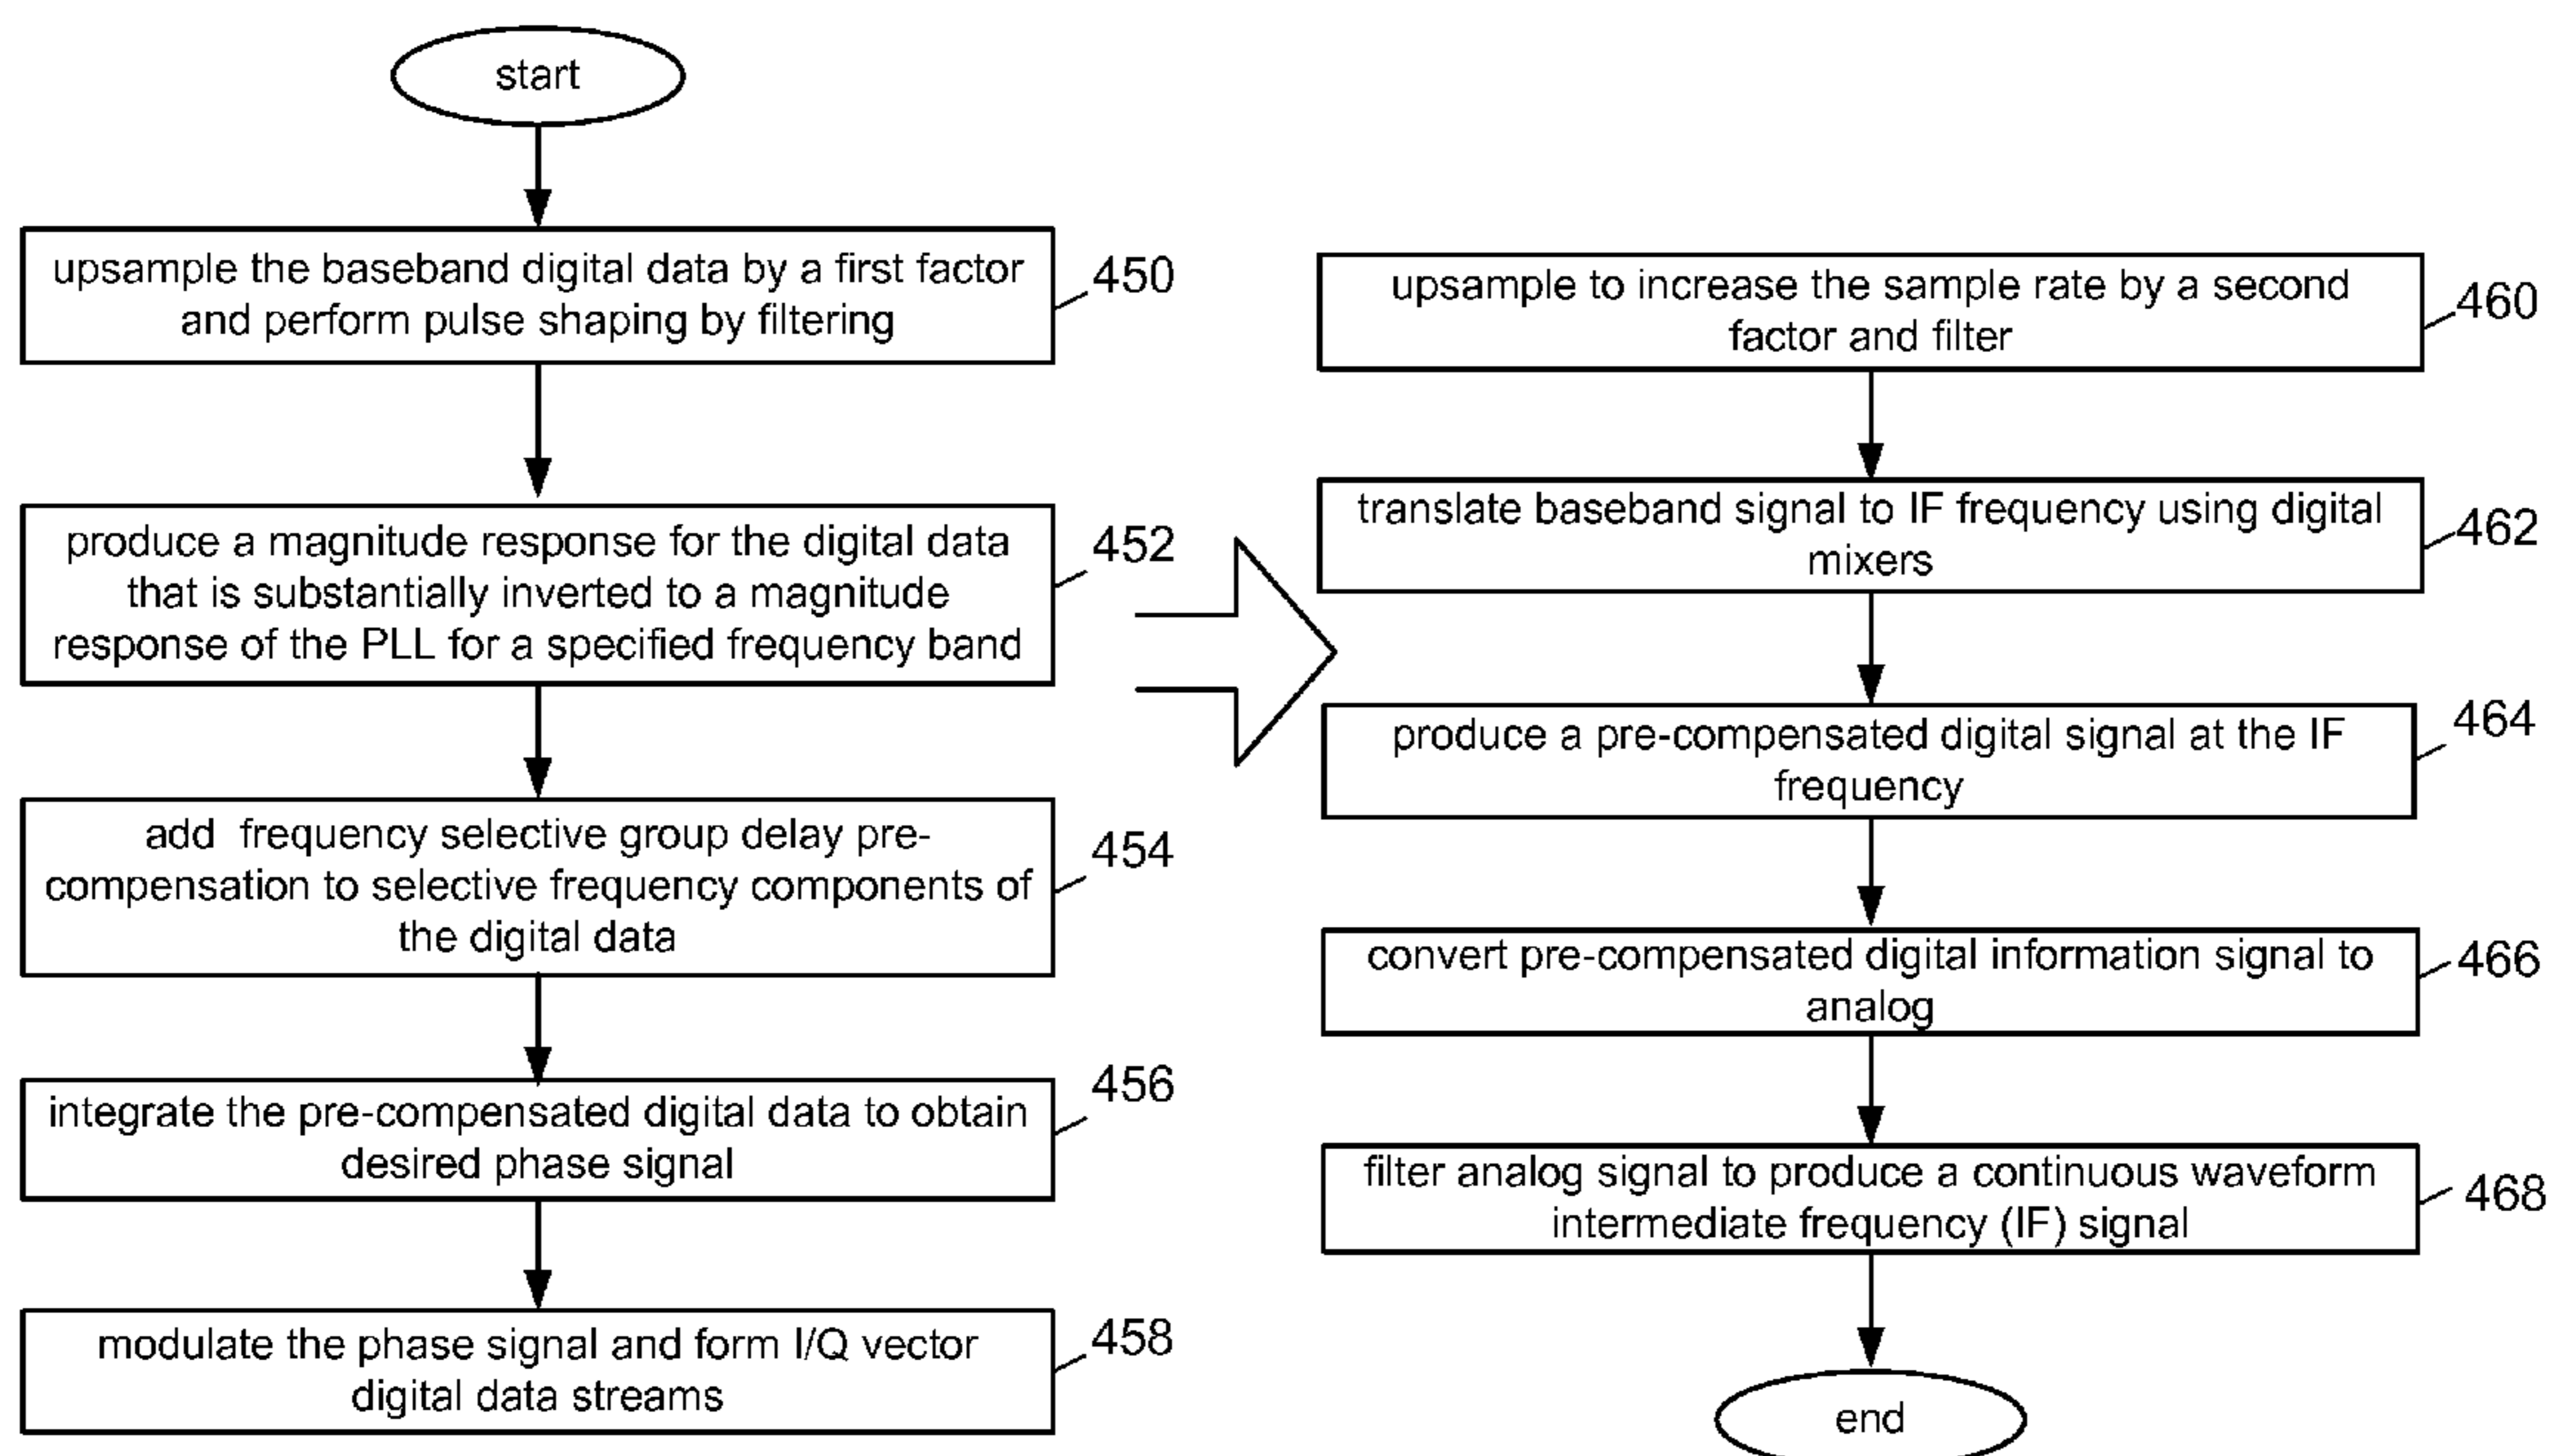 start
upsample the baseband digital data by a first factor
and perform pulse shaping by filtering
450
produce a magnitude response for the digital data
that is substantially inverted to a magnitude
response of the PLL for a specified frequency band
452
add frequency selective group delay pre-
compensation to selective frequency components of
the digital data
454
integrate the pre-compensated digital data to obtain
desired phase signal
456
modulate the phase signal and form I/Q vector
digital data streams
458
upsample to increase the sample rate by a second
factor and filter
460
translate baseband signal to IF frequency using digital
mixers
462
produce a pre-compensated digital signal at the IF
frequency
464
convert pre-compensated digital information signal to
analog
466
filter analog signal to produce a continuous waveform
intermediate frequency (IF) signal
468
end